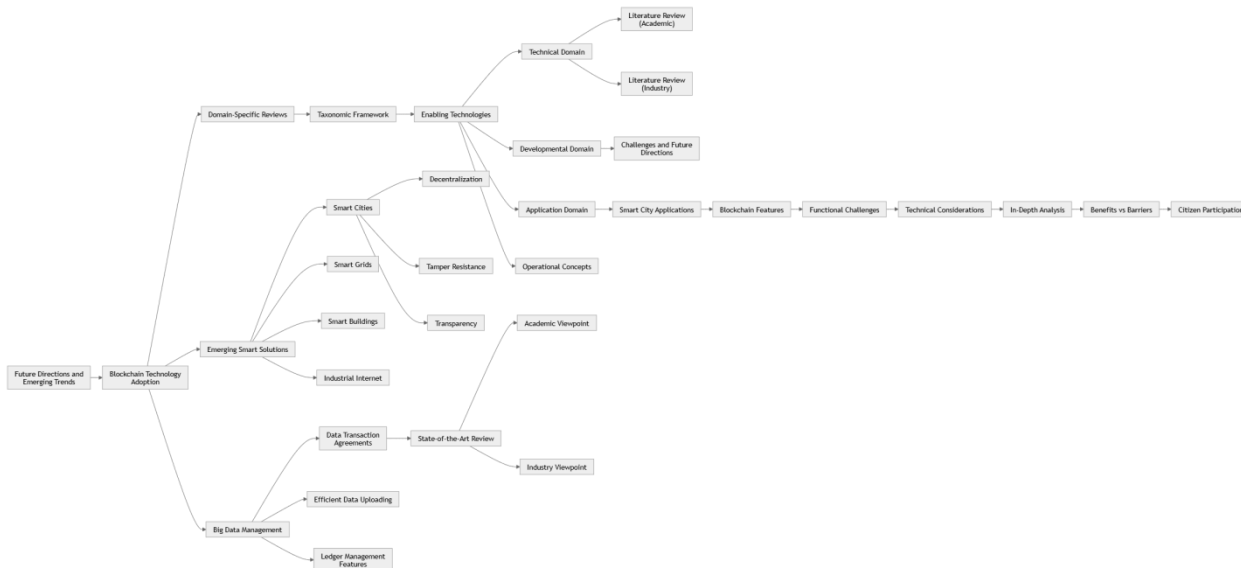 Literature Review
(Academic)
Technical Domain
Literature Review
(Industry)
Domain-Specific Reviews
Taxonomic Framework
Enabling Technologies
Developmental Domain
Challenges and Future
Directions
Decentralization
Smart Cities
Application Domain
Smart City Applications
Blockchain Features
Functional Challenges
Technical Considerations
In-Depth Analysis
Benefits vs Barriers
Citizen Participation
Smart Grids
Tamper Resistance
Operational Concepts
Smart Buildings
Transparency
Academic Viewpoint
Emerging Smart Solutions
Future Directions and
Emerging Trends
Blockchain Technology
Adoption
Industrial Internet
Data Transaction
Agreements
State-of-the-Art Review
Industry Viewpoint
Efficient Data Uploading
Big Data Management
Ledger Management
Features